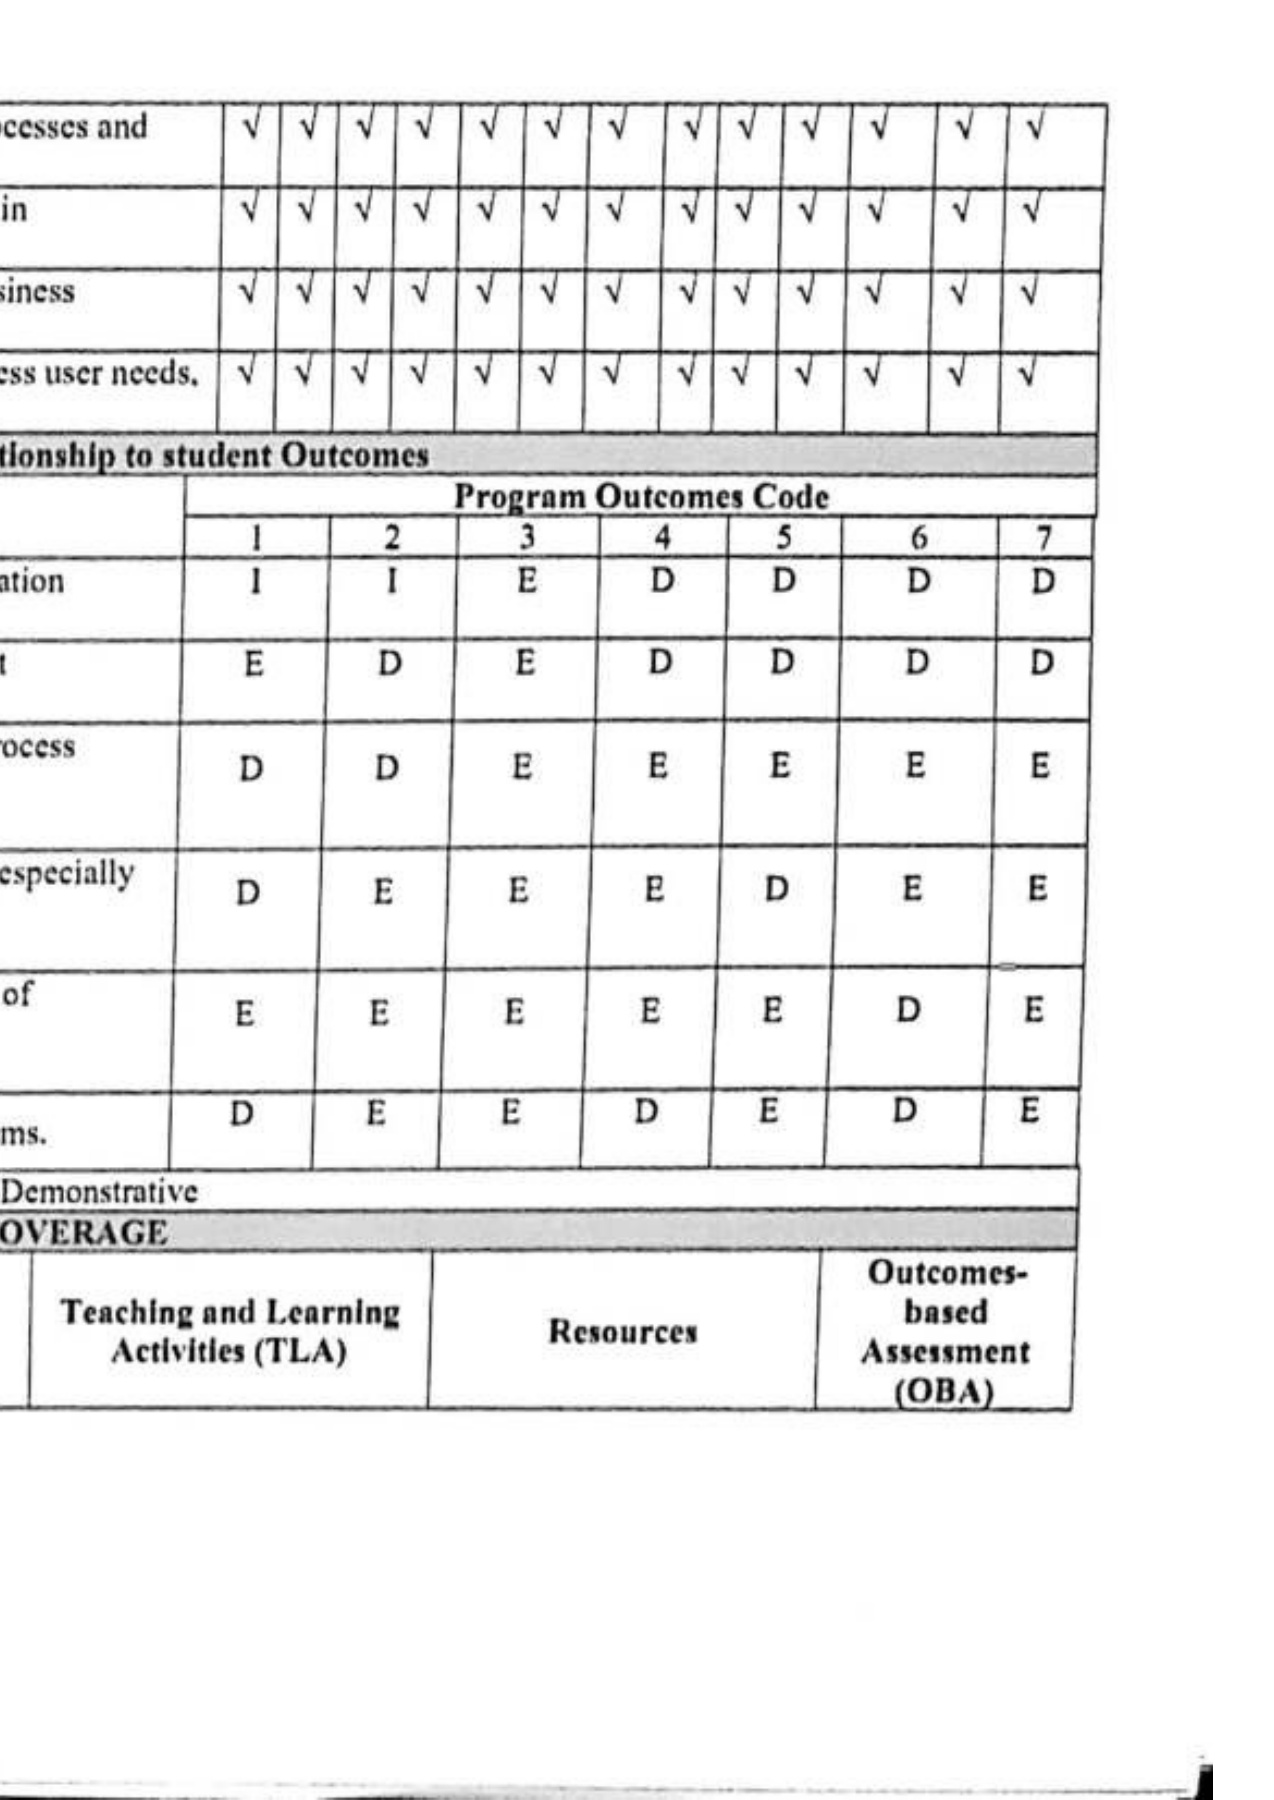 ocesses and √ √ √ √ √ √ √ √ √ √ √ √ √
in √ √ √ √ √ √ √ √ √ √ √ √ √
siness √ √ √ √ √ √ √ √ √ √ √ √ √
ess user needs. √ √ √ √ √ √ √ √ √ √ √ √ √
tionship to student Outcomes
Program Outcomes Code
1 2 3 4 5 6 7
ation I I E D D D D
t E D E D D D D
rocess
D D E E E E E
especially
D E E E D E E
of
E E E E E D E
D E E D E D E
ms.
Demonstrative
OVERAGE
Teaching and Learning
Activities (TLA)
Resources
Outcomes-
based
Assessment
(OBA)